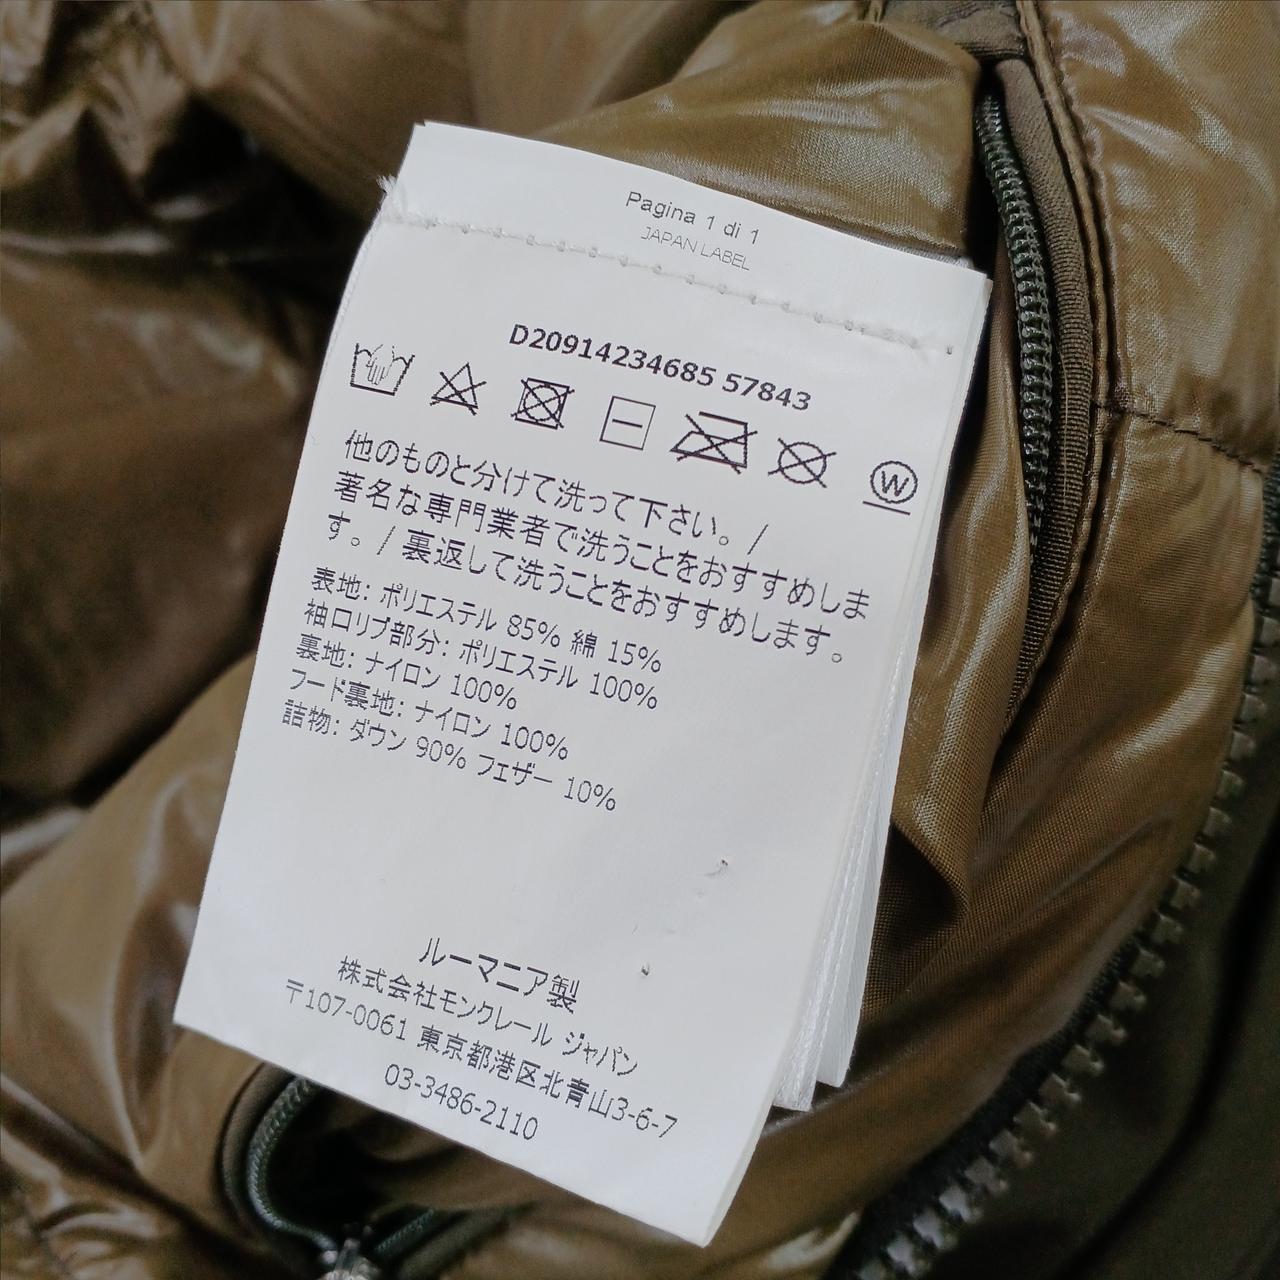 Pagina 1 di 1
JAPAN LABEL
D20914234685 57843
W
他のものと分けて洗って下さい。/
著名な専門業者で洗うことをおすすめしま
す。/ 裏返して洗うことをおすすめします。
表地: ポリエステル 85% 綿 15%
袖口リブ部分: ポリエステル 100%
裏地: ナイロン 100%
フード裏地: ナイロン 100%
詰物: ダウン 90% フェザー 10%
ルーマニア製
株式会社モンクレール ジャパン
〒107-0061 東京都港区北青山3-6-7
03-3486-2110